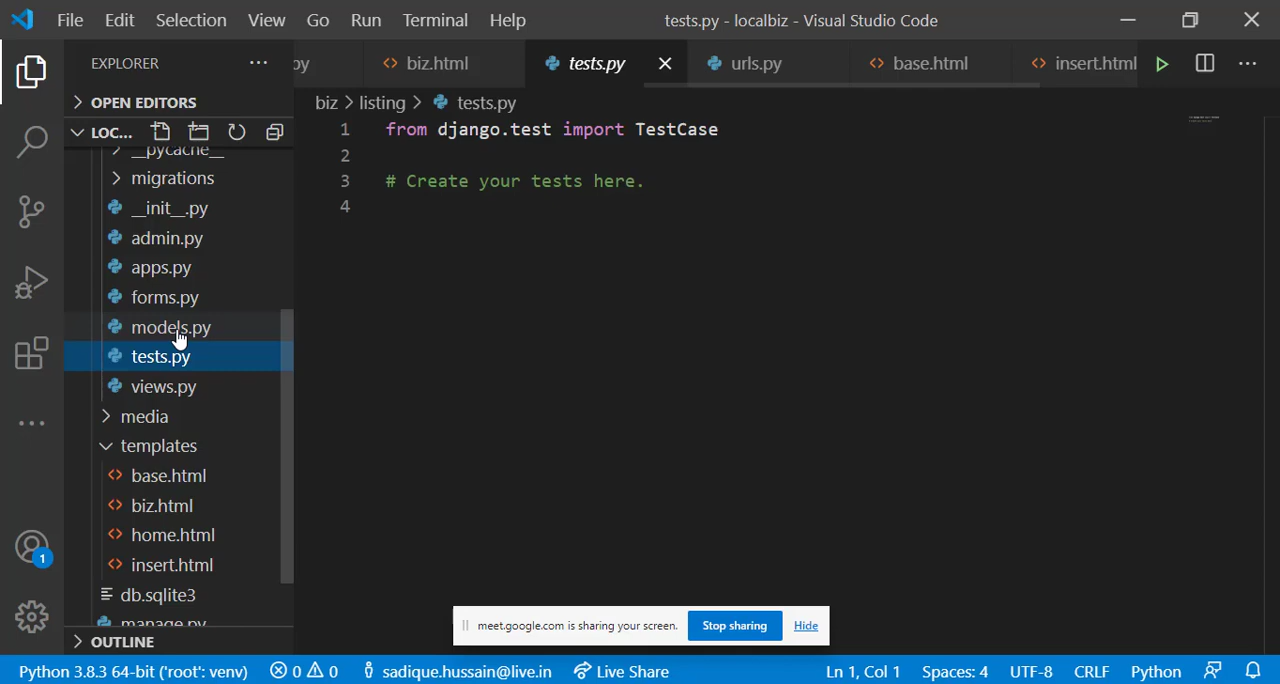 File Edit Selection View Go Run Terminal Help tests.py - localbiz - Visual Studio Code
EXPLORER
py biz.html tests.py urls.py base.html insert.html
OPEN EDITORS
biz > listing > tests.py
LOC...
1 from django.test import TestCase
2
3 # Create your tests here.
4
__pycache__
migrations
__init__.py
admin.py
apps.py
forms.py
models.py
tests.py
views.py
media
templates
base.html
biz.html
home.html
insert.html
db.sqlite3
manage.py
OUTLINE
1
meet.google.com is sharing your screen. Stop sharing Hide
Python 3.8.3 64-bit ('root': venv) 0 0 sadique.hussain@live.in Live Share Ln 1, Col 1 Spaces: 4 UTF-8 CRLF Python